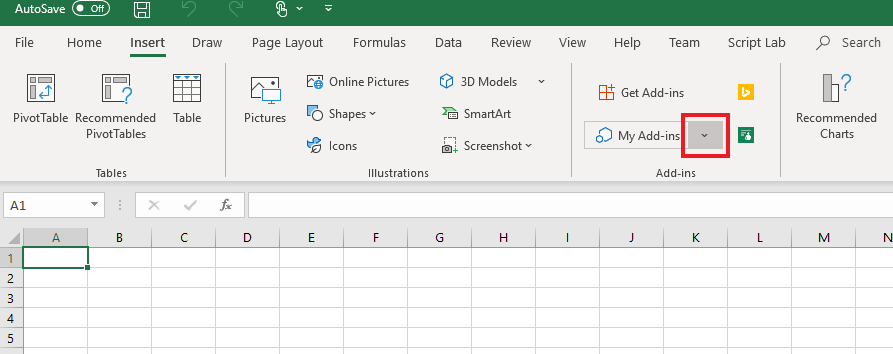 AutoSave Off
File Home Insert Draw Page Layout Formulas Data Review View Help Team Script Lab Search
PivotTable
Recommended
PivotTables
Table
Tables
Pictures
Online Pictures
Shapes
Icons
3D Models
SmartArt
Screenshot
Illustrations
Get Add-ins
My Add-ins
Add-ins
Recommended
Charts
A1
fx
A B C D E F G H I J K L M N
1
2
3
4
5